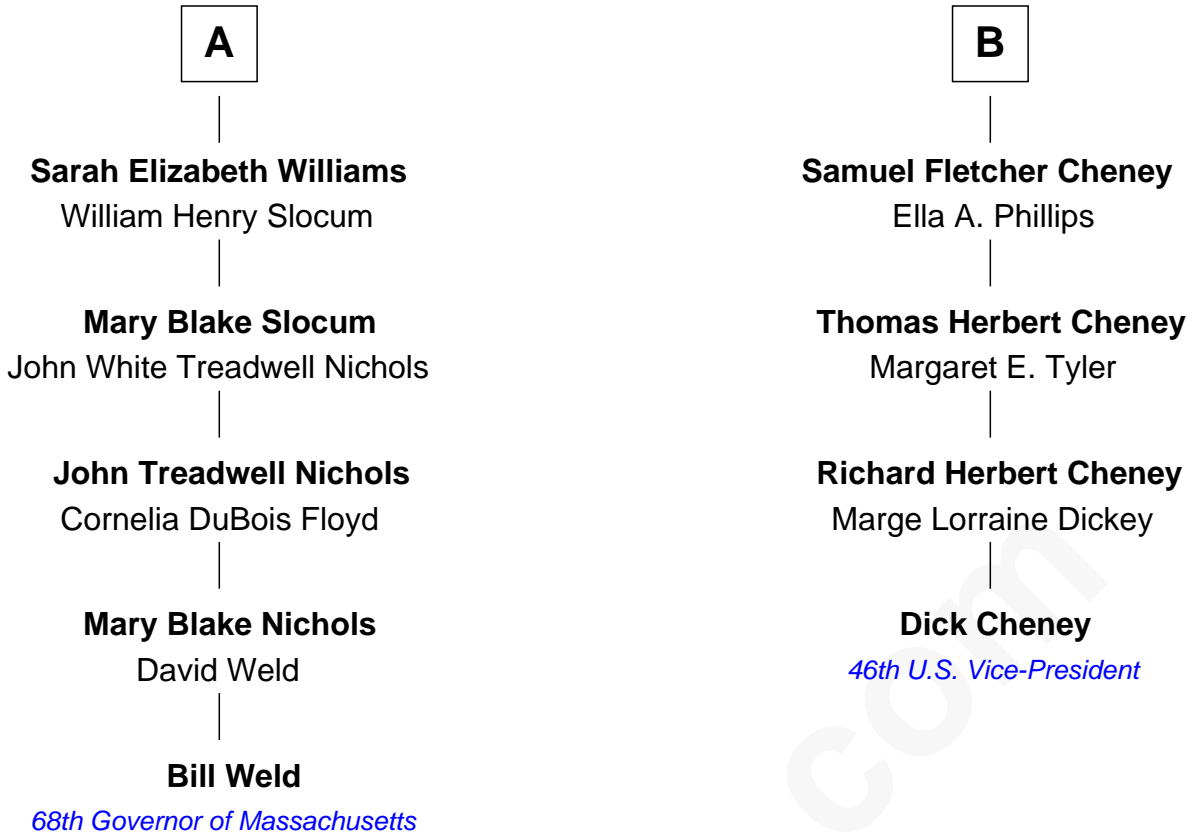 A
Sarah Elizabeth Williams
William Henry Slocum
Mary Blake Slocum
John White Treadwell Nichols
John Treadwell Nichols
Cornelia DuBois Floyd
Mary Blake Nichols
David Weld
Bill Weld
68th Governor of Massachusetts
B
Samuel Fletcher Cheney
Ella A. Phillips
Thomas Herbert Cheney
Margaret E. Tyler
Richard Herbert Cheney
Marge Lorraine Dickey
Dick Cheney
46th U.S. Vice-President
com